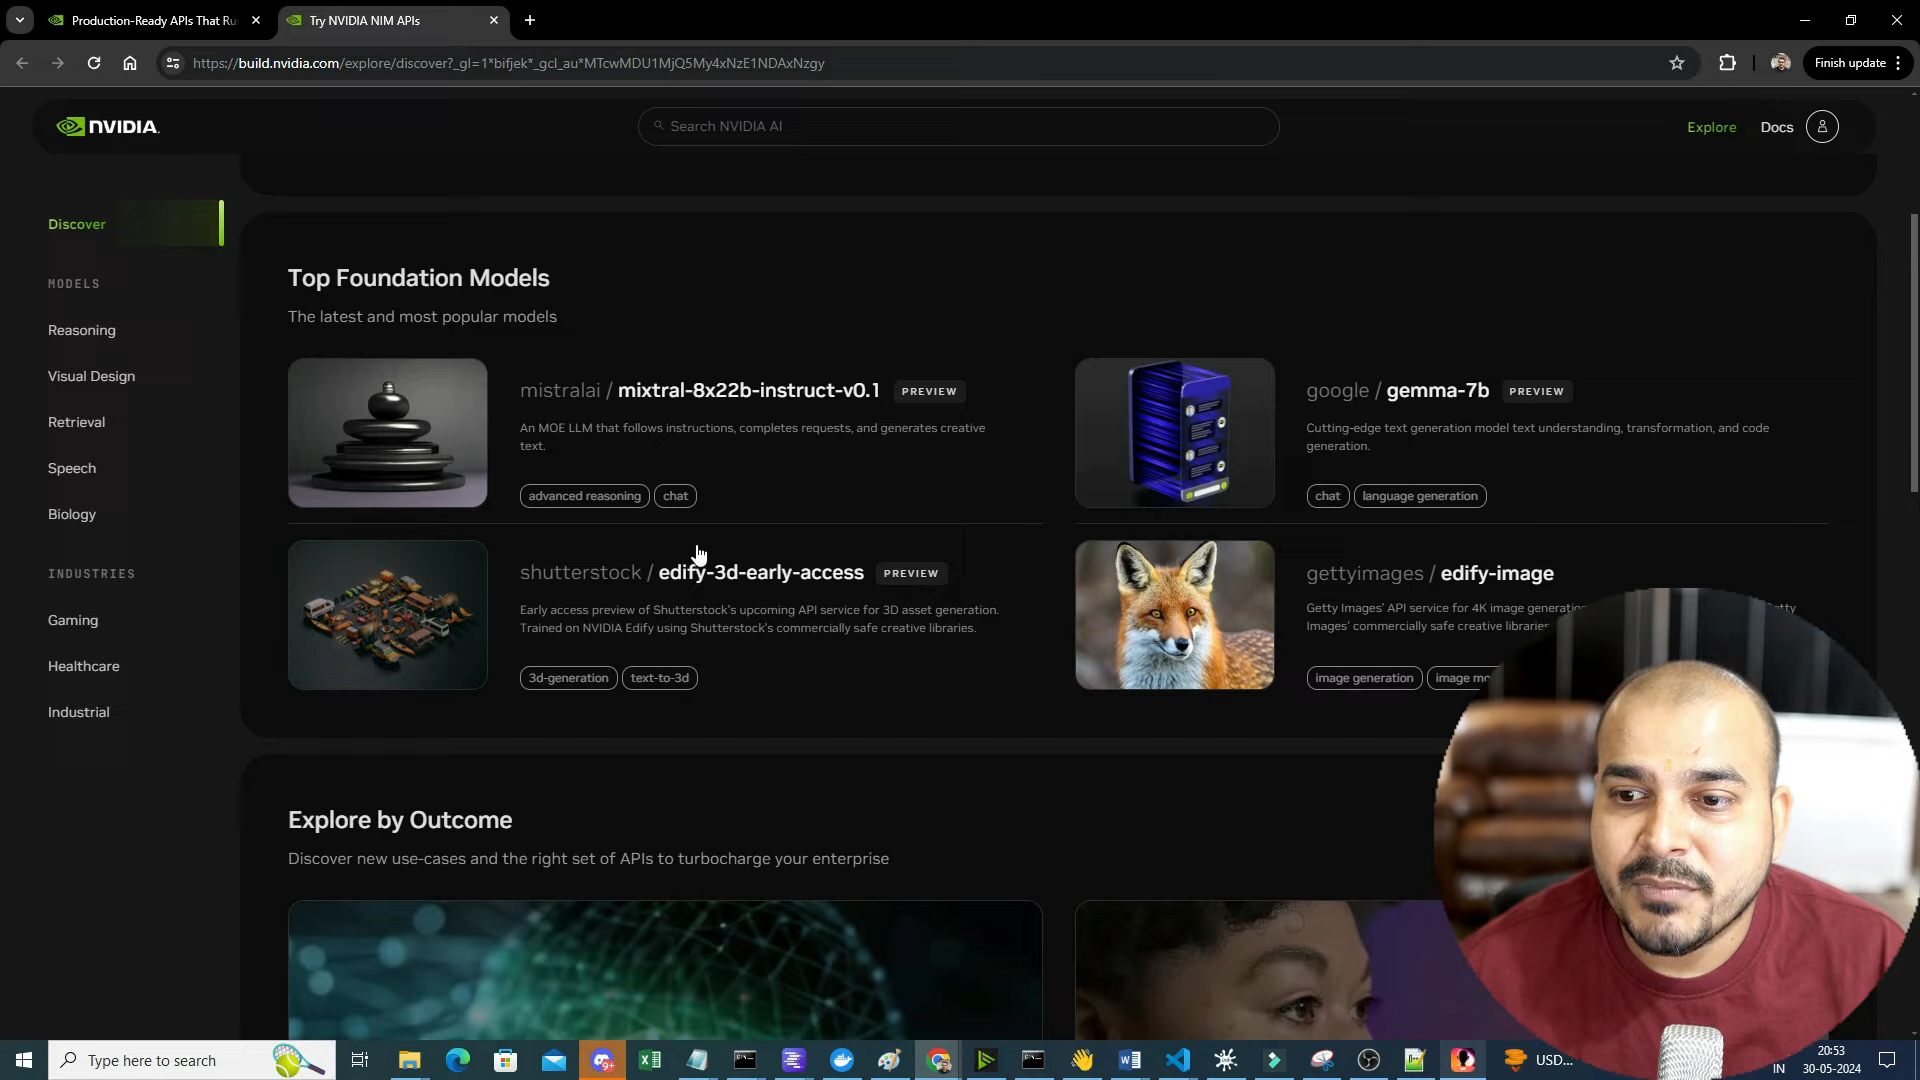 Production-Ready APIs That Ru
Try NVIDIA NIM APIs
https://build.nvidia.com/explore/discover?_gl=1*bifjek*_gcl_au*MTcwMDU1MjQ5My4xNzE1NDAxNzgy
Finish update
NVIDIA.
Search NVIDIA AI
Explore
Docs
Discover
MODELS
Reasoning
Visual Design
Retrieval
Speech
Biology
INDUSTRIES
Gaming
Healthcare
Industrial
Top Foundation Models
The latest and most popular models
mistralai / mixtral-8x22b-instruct-v0.1 PREVIEW
An MOE LLM that follows instructions, completes requests, and generates creative
text.
advanced reasoning chat
google / gemma-7b PREVIEW
Cutting-edge text generation model text understanding, transformation, and code
generation.
chat language generation
shutterstock / edify-3d-early-access PREVIEW
Early access preview of Shutterstock's upcoming API service for 3D asset generation.
Trained on NVIDIA Edify using Shutterstock's commercially safe creative libraries.
3d-generation text-to-3d
gettyimages / edify-image
Getty Images' API service for 4K image generatio
Images' commercially safe creative libraries
image generation image mo
Explore by Outcome
Discover new use-cases and the right set of APIs to turbocharge your enterprise
Type here to search
9+
USD...
IN
20:53
30-05-2024